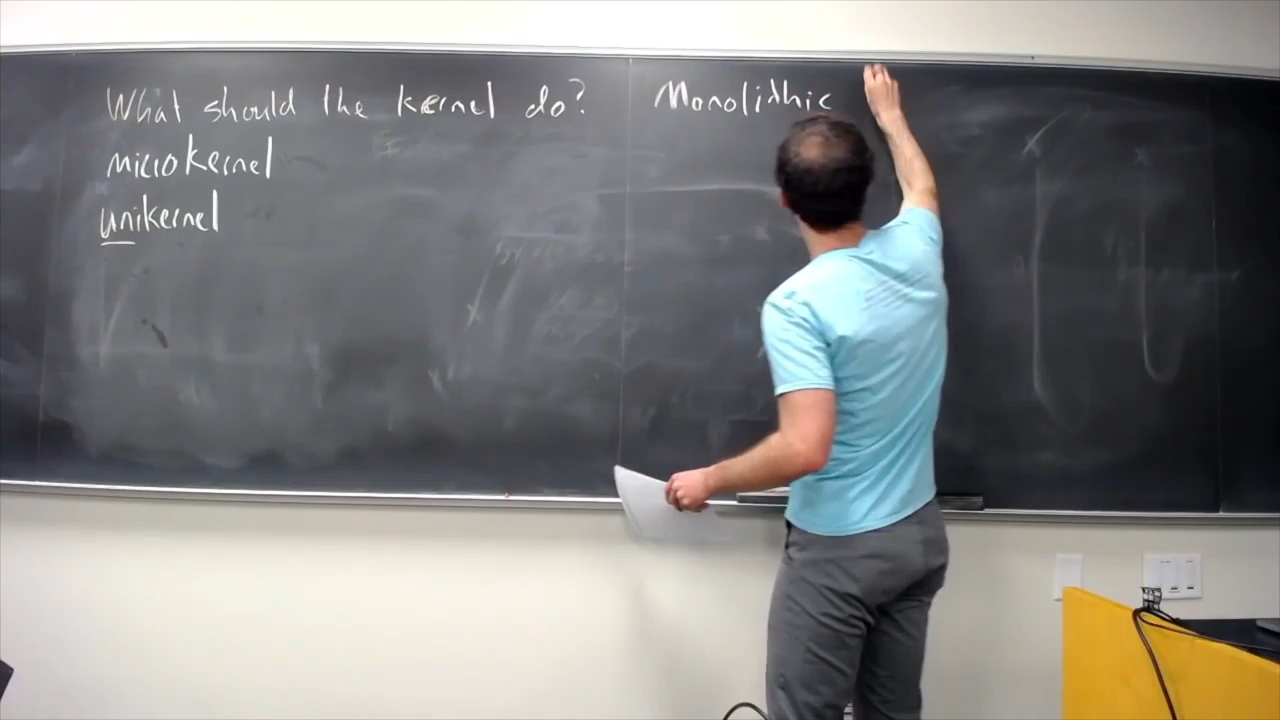 What should the kernel do?
microkernel
unikernel
Monolithic